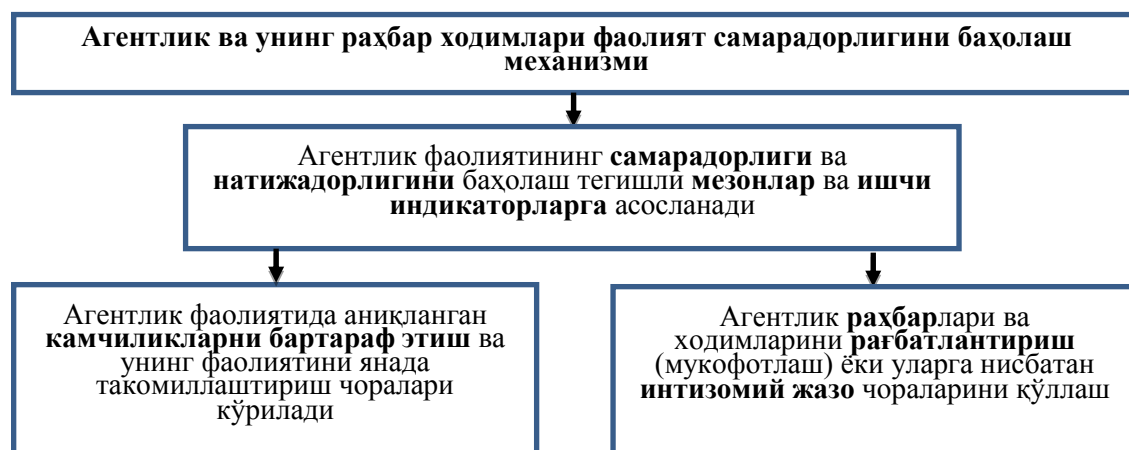 Агентлик ва унинг раҳбар ходимлари фаолият самарадорлигини баҳолаш
механизми
Агентлик фаолиятининг самарадорлиги ва
натижадорлигини баҳолаш тегишли мезонлар ва ишчи
индикаторларга асосланади
Агентлик фаолиятида аниқланган
камчиликларни бартараф этиш ва
унинг фаолиятини янада
такомиллаштириш чоралари
кўрилади
Агентлик раҳбарлари ва
ходимларини рағбатлантириш
(мукофотлаш) ёки уларга нисбатан
интизомий жазо чораларини қўллаш